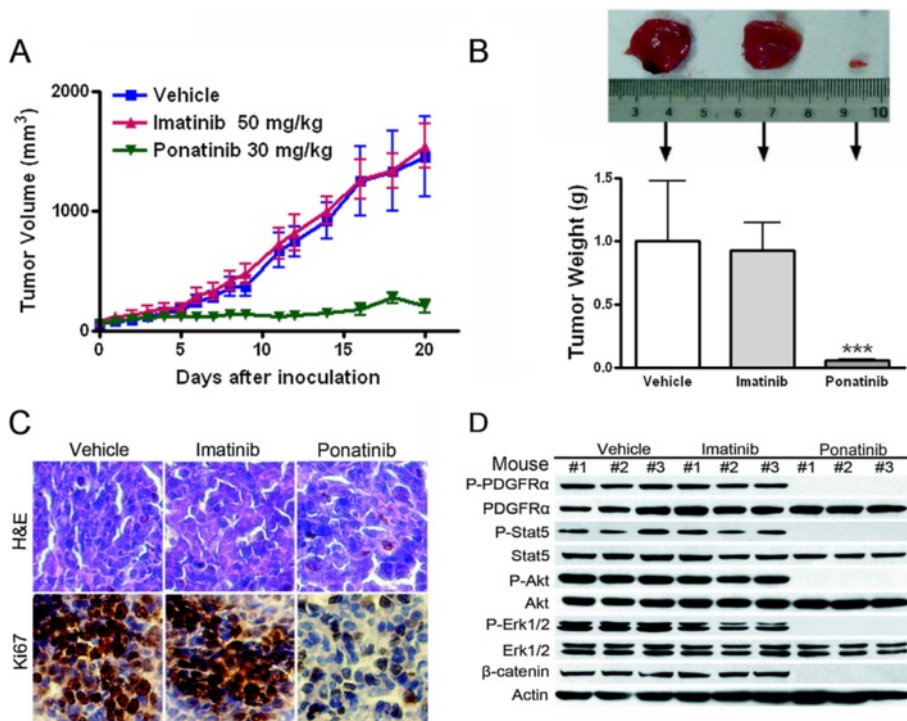 A
Vehicle
Imatinib 50 mg/kg
Ponatinib 30 mg/kg
Tumor Volume (mm³)
2000
1000
0
0 5 10 15 20
Days after inoculation
B
3 4 5 6 7 8 9 10
Tumor Weight (g)
1.5
1.0
0.5
0.0
***
Vehicle Imatinib Ponatinib
C
Vehicle Imatinib Ponatinib
H&E
Ki67
D
Vehicle Imatinib Ponatinib
Mouse #1 #2 #3 #1 #2 #3 #1 #2 #3
P-PDGFRα
PDGFRα
P-Stat5
Stat5
P-Akt
Akt
P-Erk1/2
Erk1/2
β-catenin
Actin